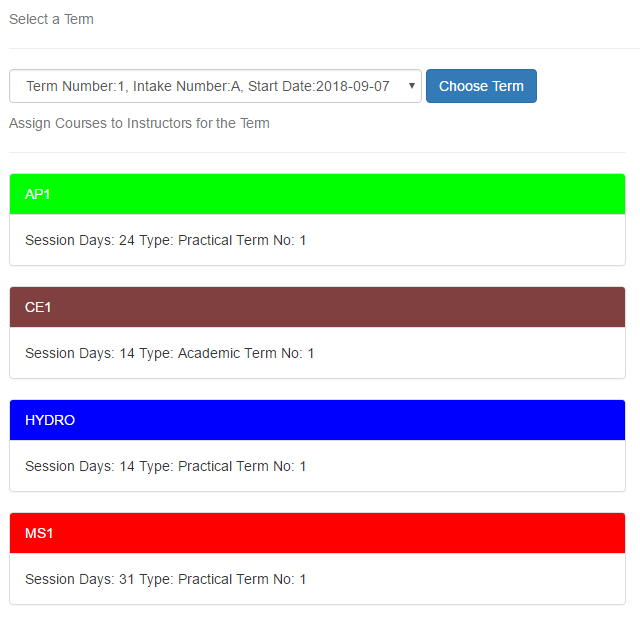 Select a Term
Term Number:1, Intake Number:A, Start Date:2018-09-07
Choose Term
Assign Courses to Instructors for the Term
AP1
Session Days: 24 Type: Practical Term No: 1
CE1
Session Days: 14 Type: Academic Term No: 1
HYDRO
Session Days: 14 Type: Practical Term No: 1
MS1
Session Days: 31 Type: Practical Term No: 1